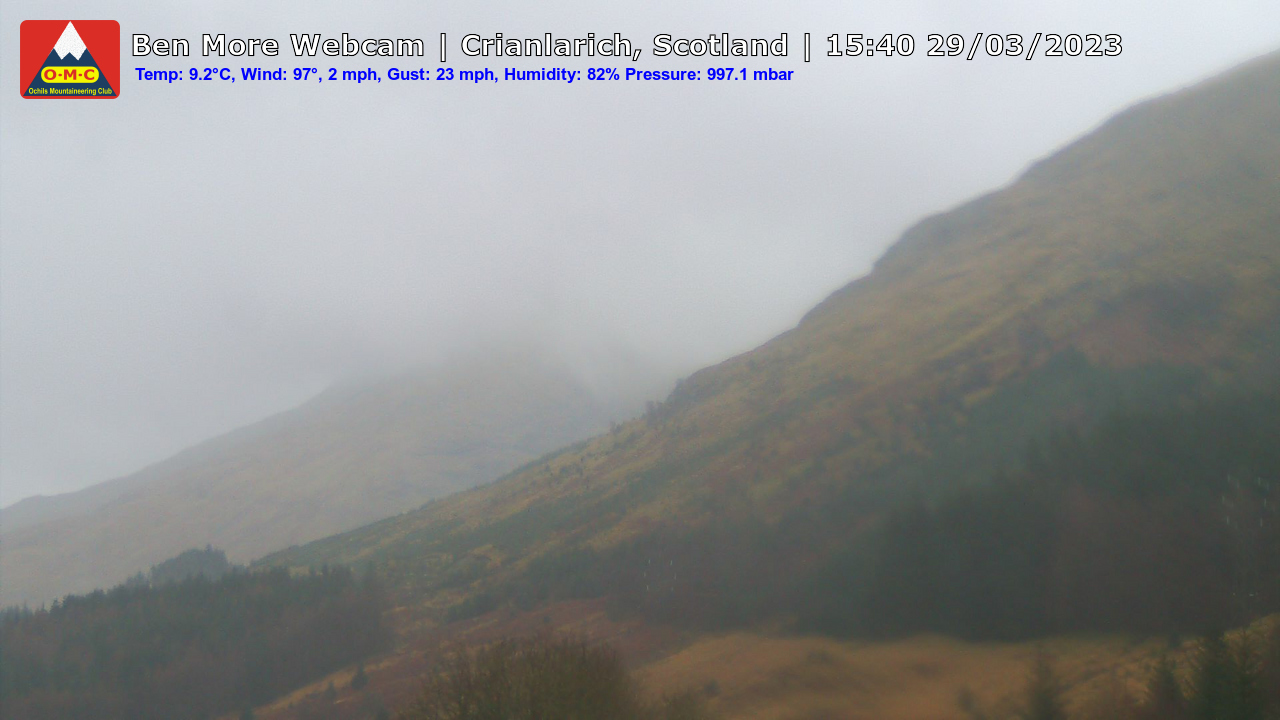 Ben More Webcam | Crianlarich, Scotland | 15:40 29/03/2023
Temp: 9.2°C, Wind: 97°, 2 mph, Gust: 23 mph, Humidity: 82% Pressure: 997.1 mbar
O·M·C
Ochils Mountaineering Club